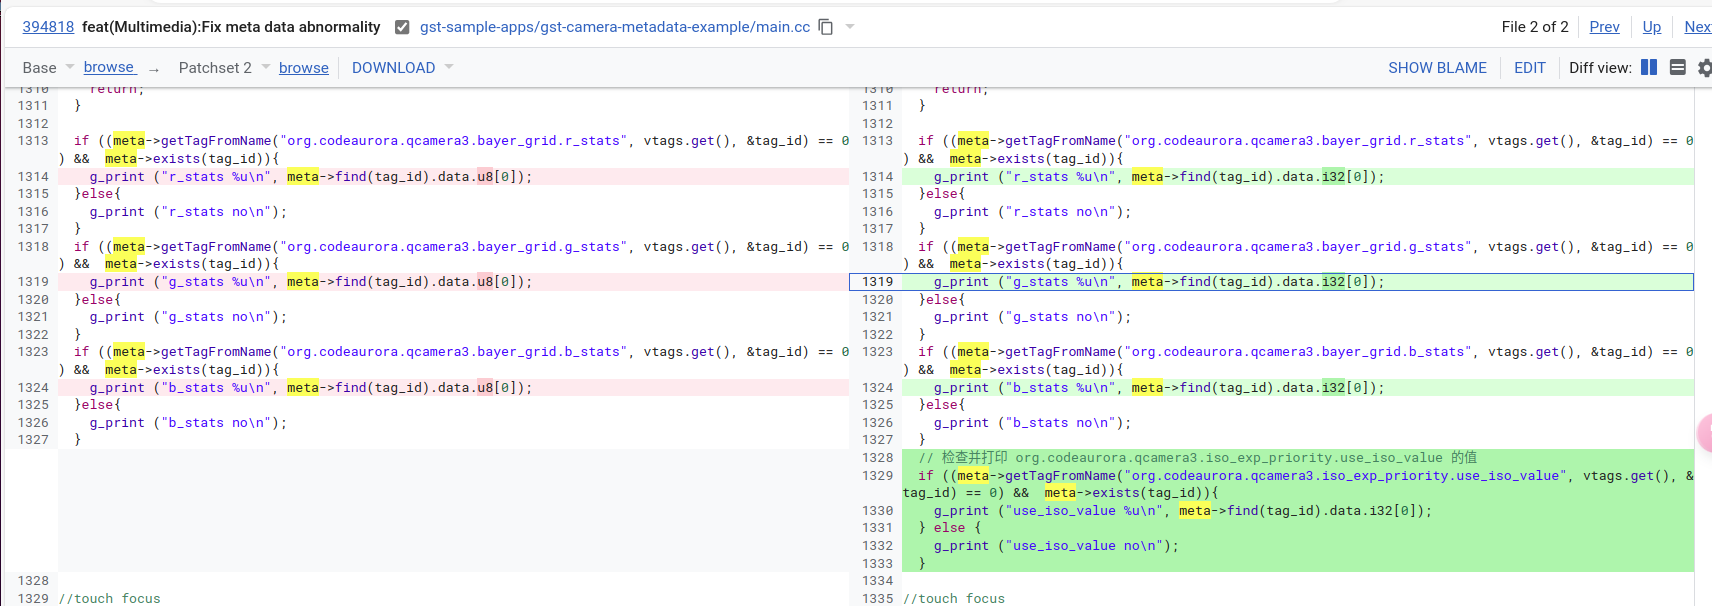 394818 feat(Multimedia):Fix meta data abnormality gst-sample-apps/gst-camera-metadata-example/main.cc File 2 of 2 Prev Up Nex
Base browse → Patchset 2 browse DOWNLOAD SHOW BLAME EDIT Diff view:
1310 return;
1311 }
1312
1313 if ((meta->getTagFromName("org.codeaurora.qcamera3.bayer_grid.r_stats", vtags.get(), &tag_id) == 0
) && meta->exists(tag_id)){
1314 g_print ("r_stats %u\n", meta->find(tag_id).data.u8[0]);
1315 }else{
1316 g_print ("r_stats no\n");
1317 }
1318 if ((meta->getTagFromName("org.codeaurora.qcamera3.bayer_grid.g_stats", vtags.get(), &tag_id) == 0
) && meta->exists(tag_id)){
1319 g_print ("g_stats %u\n", meta->find(tag_id).data.u8[0]);
1320 }else{
1321 g_print ("g_stats no\n");
1322 }
1323 if ((meta->getTagFromName("org.codeaurora.qcamera3.bayer_grid.b_stats", vtags.get(), &tag_id) == 0
) && meta->exists(tag_id)){
1324 g_print ("b_stats %u\n", meta->find(tag_id).data.u8[0]);
1325 }else{
1326 g_print ("b_stats no\n");
1327 }
1328
1329 //touch focus
1310 return;
1311 }
1312
1313 if ((meta->getTagFromName("org.codeaurora.qcamera3.bayer_grid.r_stats", vtags.get(), &tag_id) == 0
) && meta->exists(tag_id)){
1314 g_print ("r_stats %u\n", meta->find(tag_id).data.i32[0]);
1315 }else{
1316 g_print ("r_stats no\n");
1317 }
1318 if ((meta->getTagFromName("org.codeaurora.qcamera3.bayer_grid.g_stats", vtags.get(), &tag_id) == 0
) && meta->exists(tag_id)){
1319 g_print ("g_stats %u\n", meta->find(tag_id).data.i32[0]);
1320 }else{
1321 g_print ("g_stats no\n");
1322 }
1323 if ((meta->getTagFromName("org.codeaurora.qcamera3.bayer_grid.b_stats", vtags.get(), &tag_id) == 0
) && meta->exists(tag_id)){
1324 g_print ("b_stats %u\n", meta->find(tag_id).data.i32[0]);
1325 }else{
1326 g_print ("b_stats no\n");
1327 }
1328 // 检查并打印 org.codeaurora.qcamera3.iso_exp_priority.use_iso_value 的值
1329 if ((meta->getTagFromName("org.codeaurora.qcamera3.iso_exp_priority.use_iso_value", vtags.get(), &
tag_id) == 0) && meta->exists(tag_id)){
1330 g_print ("use_iso_value %u\n", meta->find(tag_id).data.i32[0]);
1331 } else {
1332 g_print ("use_iso_value no\n");
1333 }
1334
1335 //touch focus